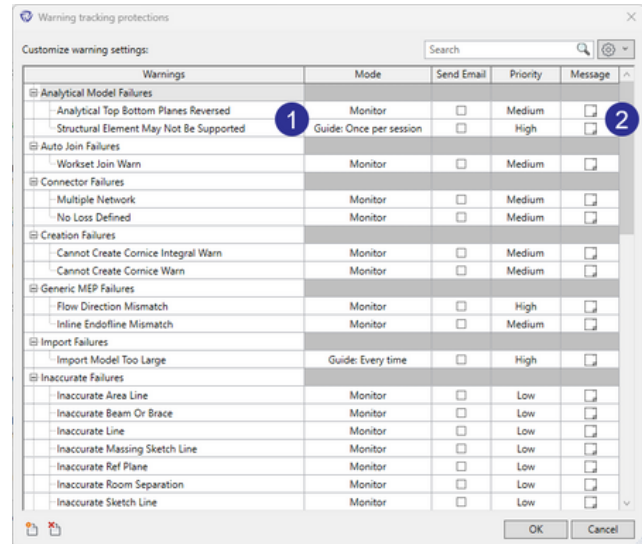 Warning tracking protections
Customize warning settings:
Search
Warnings Mode Send Email Priority Message
Analytical Model Failures
Analytical Top Bottom Planes Reversed Monitor Medium
1 2
Structural Element May Not Be Supported Guide: Once per session High
Auto Join Failures
Workset Join Warn Monitor Medium
Connector Failures
Multiple Network Monitor Medium
No Loss Defined Monitor Medium
Creation Failures
Cannot Create Cornice Integral Warn Monitor Medium
Cannot Create Cornice Warn Monitor Medium
Generic MEP Failures
Flow Direction Mismatch Monitor High
Inline Endofline Mismatch Monitor Medium
Import Failures
Import Model Too Large Guide: Every time High
Inaccurate Failures
Inaccurate Area Line Monitor Low
Inaccurate Beam Or Brace Monitor Low
Inaccurate Line Monitor Low
Inaccurate Massing Sketch Line Monitor Low
Inaccurate Ref Plane Monitor Low
Inaccurate Room Separation Monitor Low
Inaccurate Sketch Line Monitor Low
OK Cancel